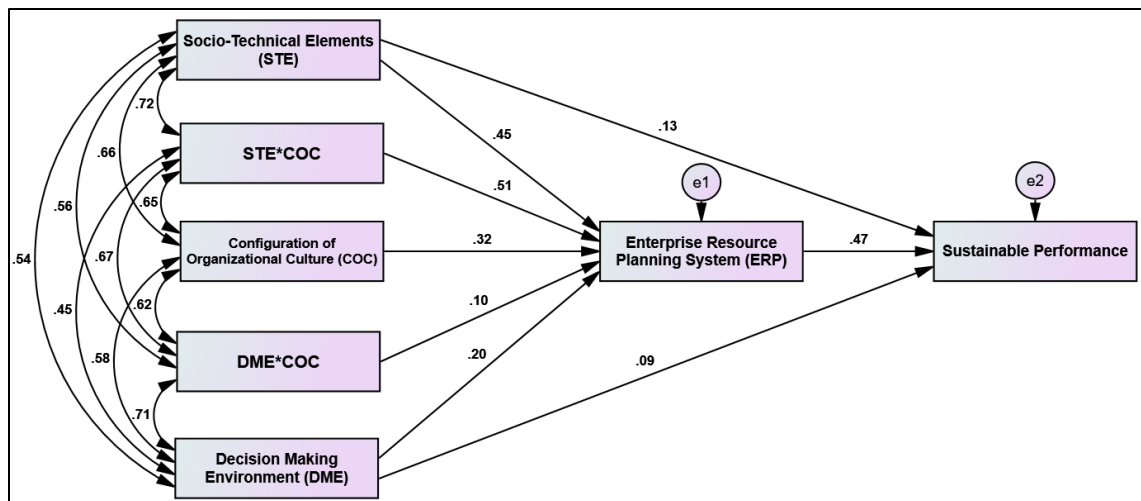 Socio-Technical Elements
(STE)
.72
.13
.45
STE*COC
.66
.51
e1
e2
.65
.56
Configuration of
Organizational Culture (COC)
.32
Enterprise Resource
Planning System (ERP)
.47
Sustainable Performance
.54
.67
.45
.62
.10
.58
DME*COC
.20
.09
.71
Decision Making
Environment (DME)